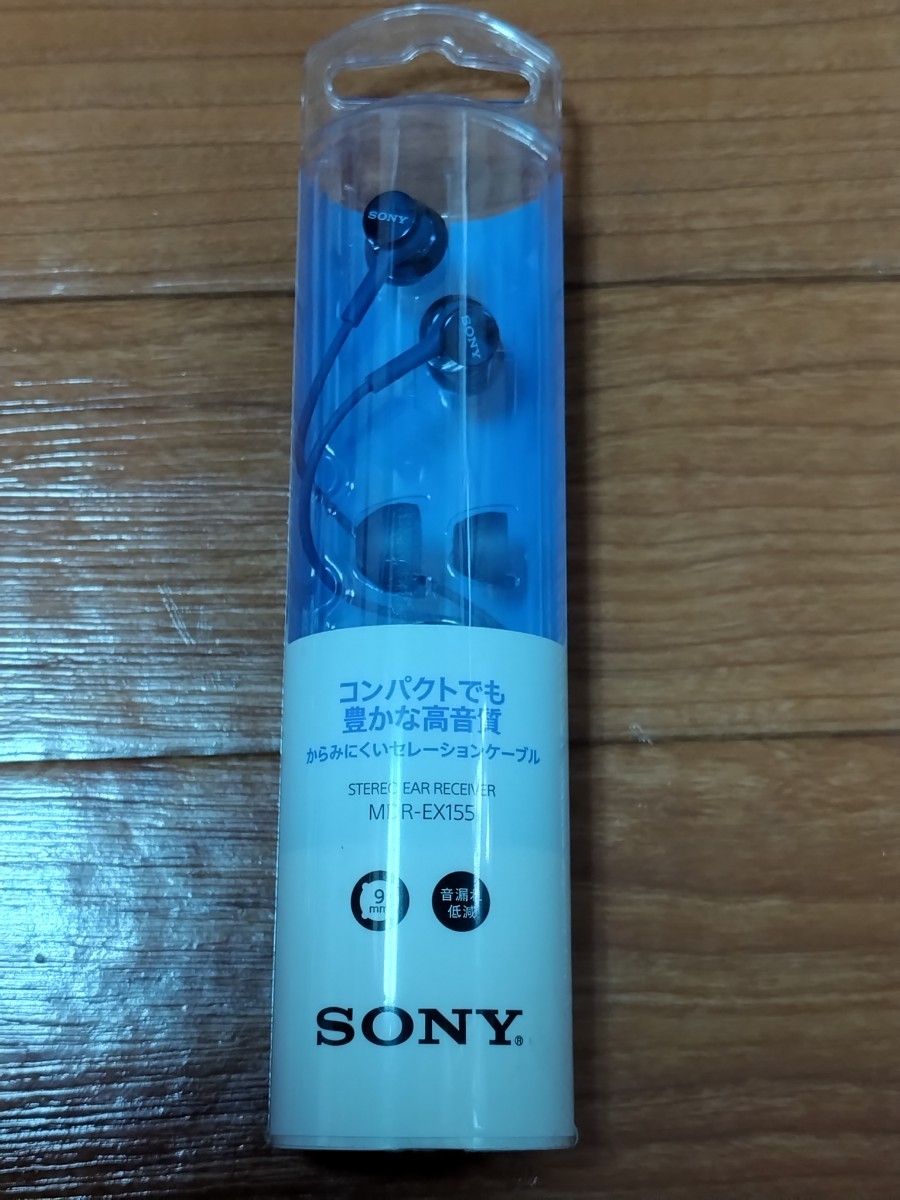 SONY
SONY
コンパクトでも
豊かな高音質
からみにくいセレーションケーブル
STEREO EAR RECEIVER
MDR-EX155
9
mm
音漏れ
低減
SONY®